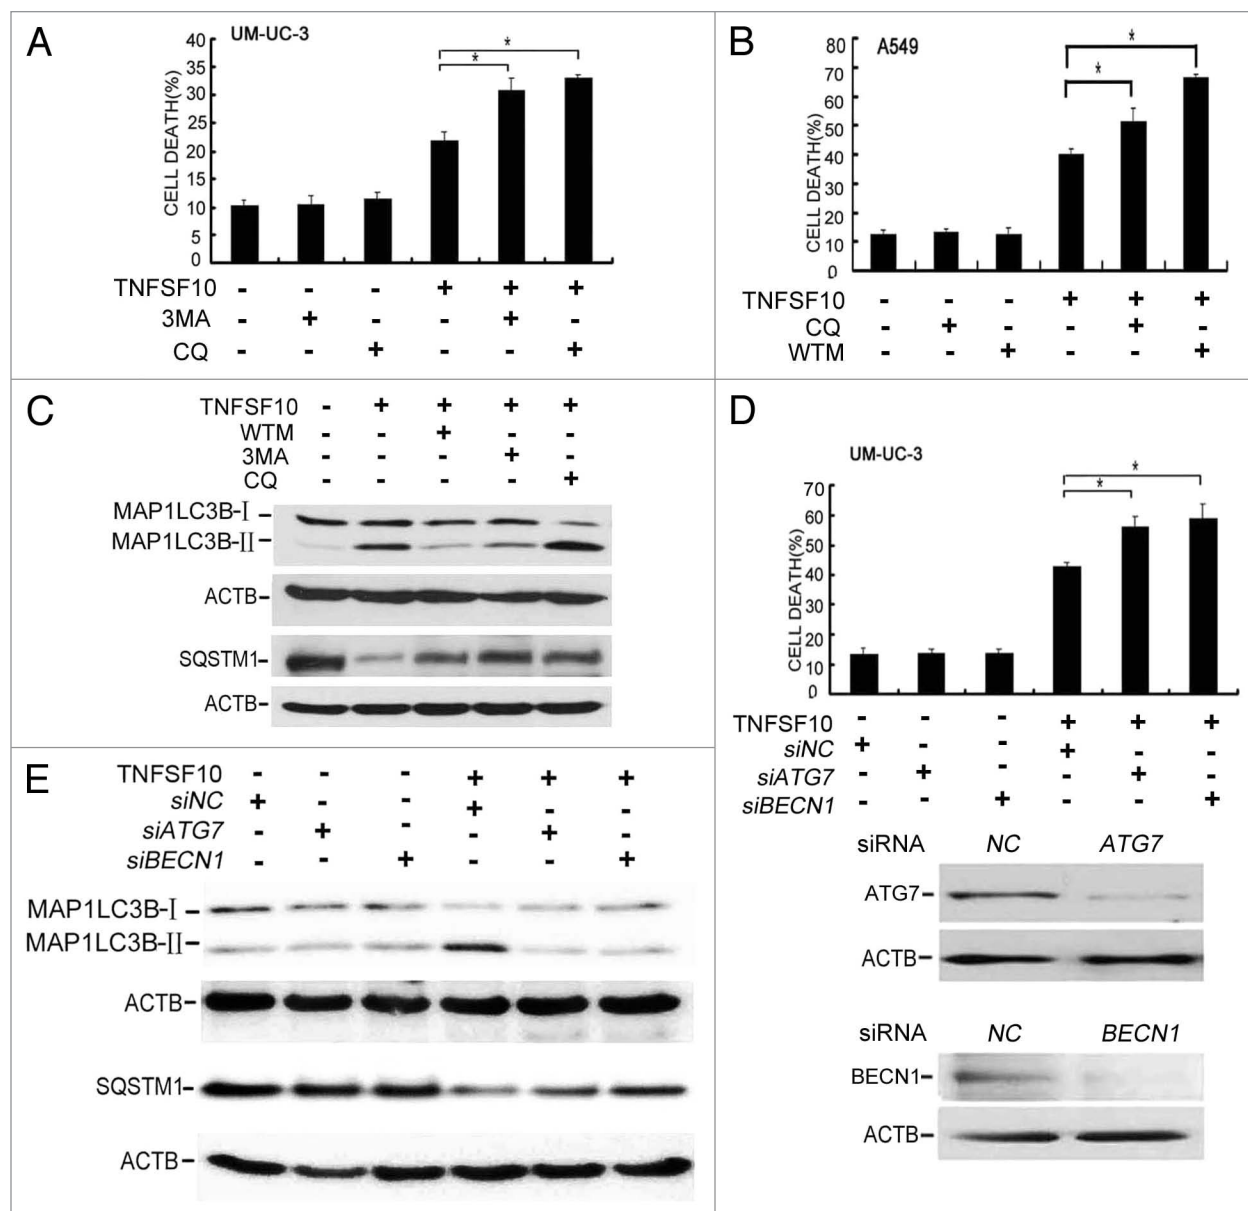 A
UM-UC-3
CELL DEATH(%)
40
35
30
25
20
15
10
5
0
* *
TNFSF10 - - - + + +
3MA - + - - + -
CQ - - + - - +
B
A549
CELL DEATH(%)
80
70
60
50
40
30
20
10
0
* *
TNFSF10 - - - + + +
CQ - + - - + -
WTM - - + - - +
C
TNFSF10 - + + + +
WTM - - + - -
3MA - - - + -
CQ - - - - +
MAP1LC3B-I
MAP1LC3B-II
ACTB
SQSTM1
ACTB
D
UM-UC-3
CELL DEATH(%)
70
60
50
40
30
20
10
0
* *
TNFSF10 - - - + + +
siNC + - - + - -
siATG7 - + - - + -
siBECN1 - - + - - +
siRNA NC ATG7
ATG7
ACTB
siRNA NC BECN1
BECN1
ACTB
E
TNFSF10 - - - + + +
siNC + - - + - -
siATG7 - + - - + -
siBECN1 - - + - - +
MAP1LC3B-I
MAP1LC3B-II
ACTB
SQSTM1
ACTB